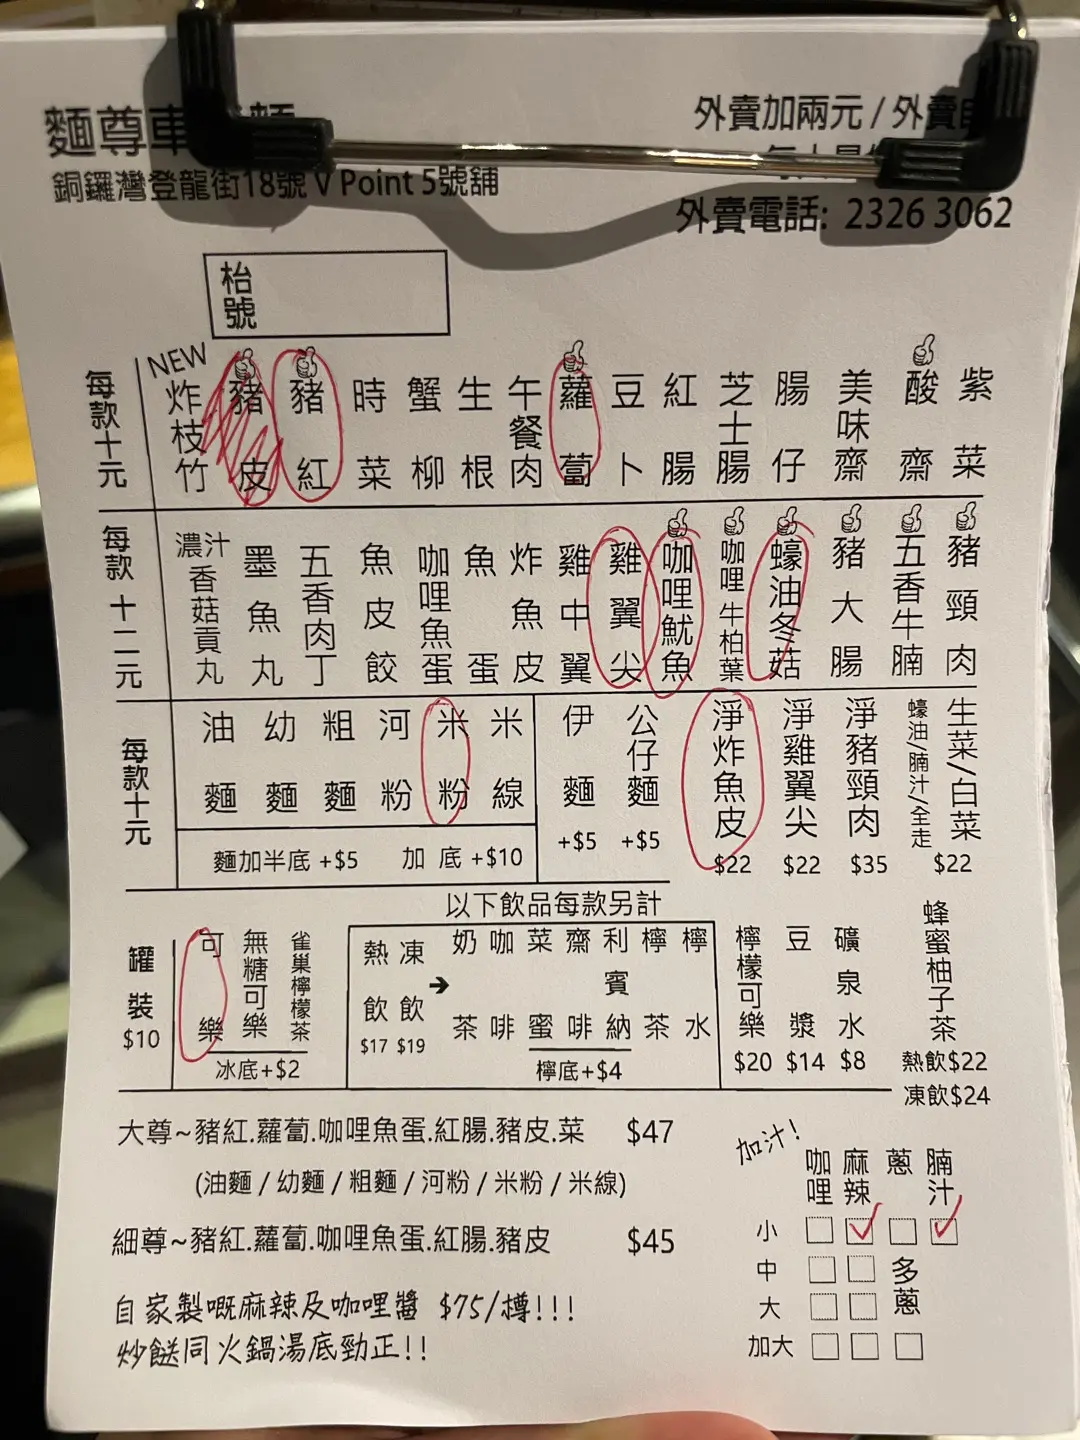 麵尊車
銅鑼灣登龍街18號 V Point 5號舖
外賣加兩元 / 外賣
外賣電話: 2326 3062
枱號
每款十元
NEW
炸枝竹
豬皮
豬紅
時菜
蟹柳
生根
午餐肉
蘿蔔
豆卜
紅腸
芝士腸
腸仔
美味齋
酸齋
紫菜
每款十二元
濃汁香菇貢丸
墨魚丸
五香肉丁
魚皮餃
咖哩魚蛋
魚蛋
炸魚皮
雞中翼
雞翼尖
咖哩魷魚
咖哩牛柏葉
蠔油冬菇
豬大腸
五香牛腩
豬頸肉
每款十元
油麵
幼麵
粗麵
河粉
米粉
米線
麵加半底 +$5 加底 +$10
伊麵 +$5
公仔麵 +$5
淨炸魚皮 $22
淨雞翼尖 $22
淨豬頸肉 $35
生菜/白菜
蠔油/腩汁/全走
$22
以下飲品每款另計
罐裝 $10
可樂
無糖可樂
雀巢檸檬茶
冰底+$2
熱飲 $17
凍飲 $19
➔
奶茶
咖啡
菜蜜
齋啡
利賓納
檸茶
檸水
檸底+$4
檸檬可樂 $20
豆漿 $14
礦泉水 $8
蜂蜜柚子茶
熱飲$22
凍飲$24
大尊~豬紅.蘿蔔.咖哩魚蛋.紅腸.豬皮.菜 $47
(油麵 / 幼麵 / 粗麵 / 河粉 / 米粉 / 米線)
細尊~豬紅.蘿蔔.咖哩魚蛋.紅腸.豬皮 $45
自家製嘅麻辣及咖哩醬 $75/樽!!!
炒餸同火鍋湯底勁正!!
加汁!
咖哩 麻辣 蔥 腩汁
小
中
多蔥
大
加大